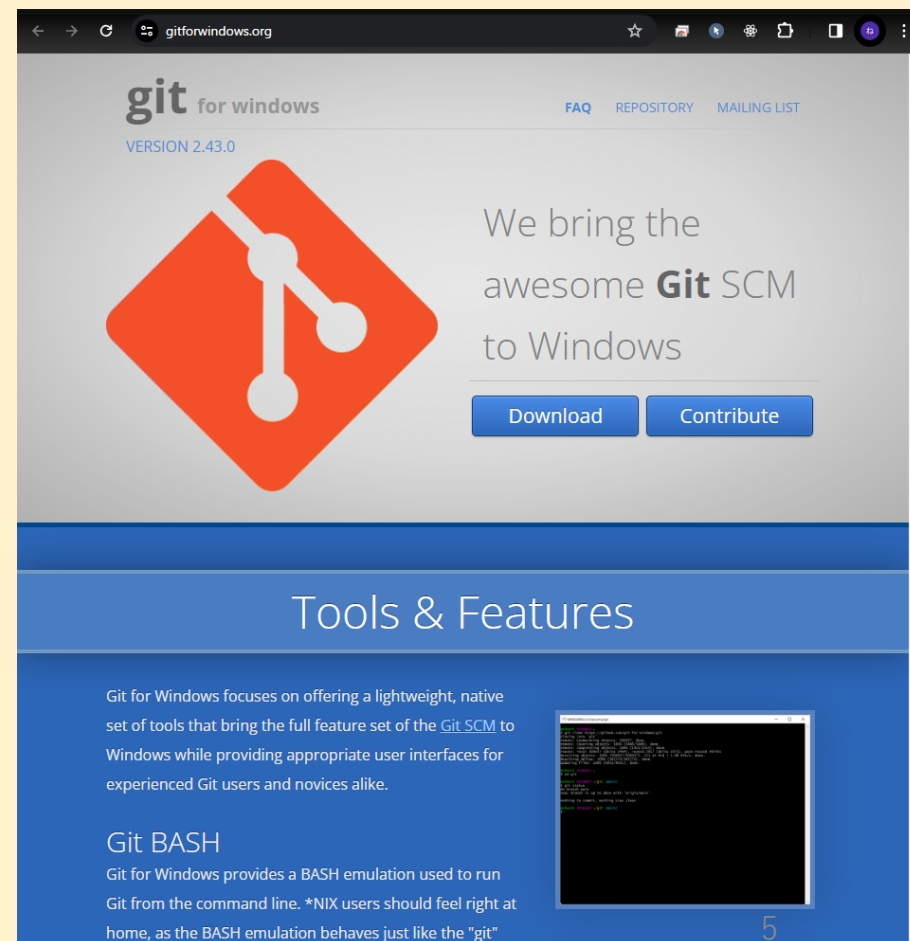 gitforwindows.org
ね
git for windows
FAQ REPOSITORY MAILING LIST
VERSION 2.43.0
We bring the
awesome Git SCM
to Windows
Download Contribute
Tools & Features
Git for Windows focuses on offering a lightweight, native
set of tools that bring the full feature set of the Git SCM to
Windows while providing appropriate user interfaces for
experienced Git users and novices alike.
Git BASH
Git for Windows provides a BASH emulation used to run
Git from the command line. *NIX users should feel right at
home, as the BASH emulation behaves just like the "git"
5